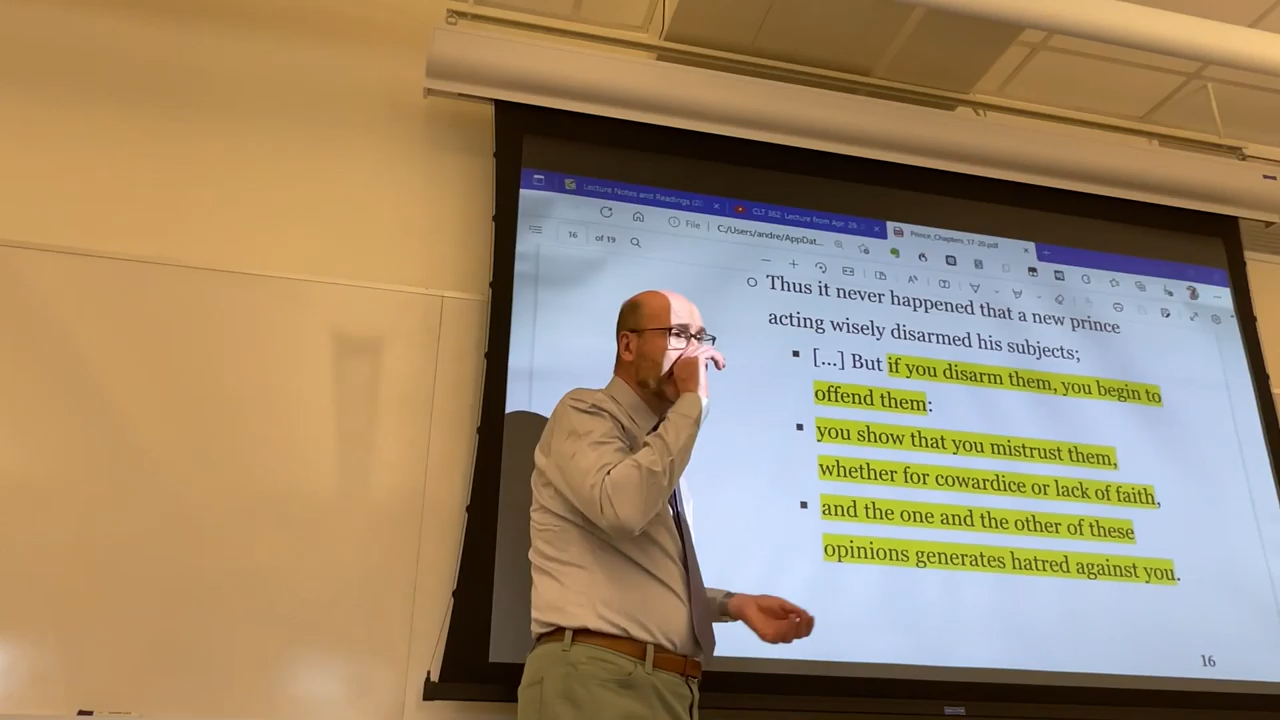 Lecture Notes and Readings (20
CLT 362: Lecture from Apr. 29,
Prince_Chapters_17-20.pdf
File
C:/Users/andre/AppDat...
16 of 19
Thus it never happened that a new prince
acting wisely disarmed his subjects;
[...] But if you disarm them, you begin to
offend them:
you show that you mistrust them,
whether for cowardice or lack of faith,
and the one and the other of these
opinions generates hatred against you.
16